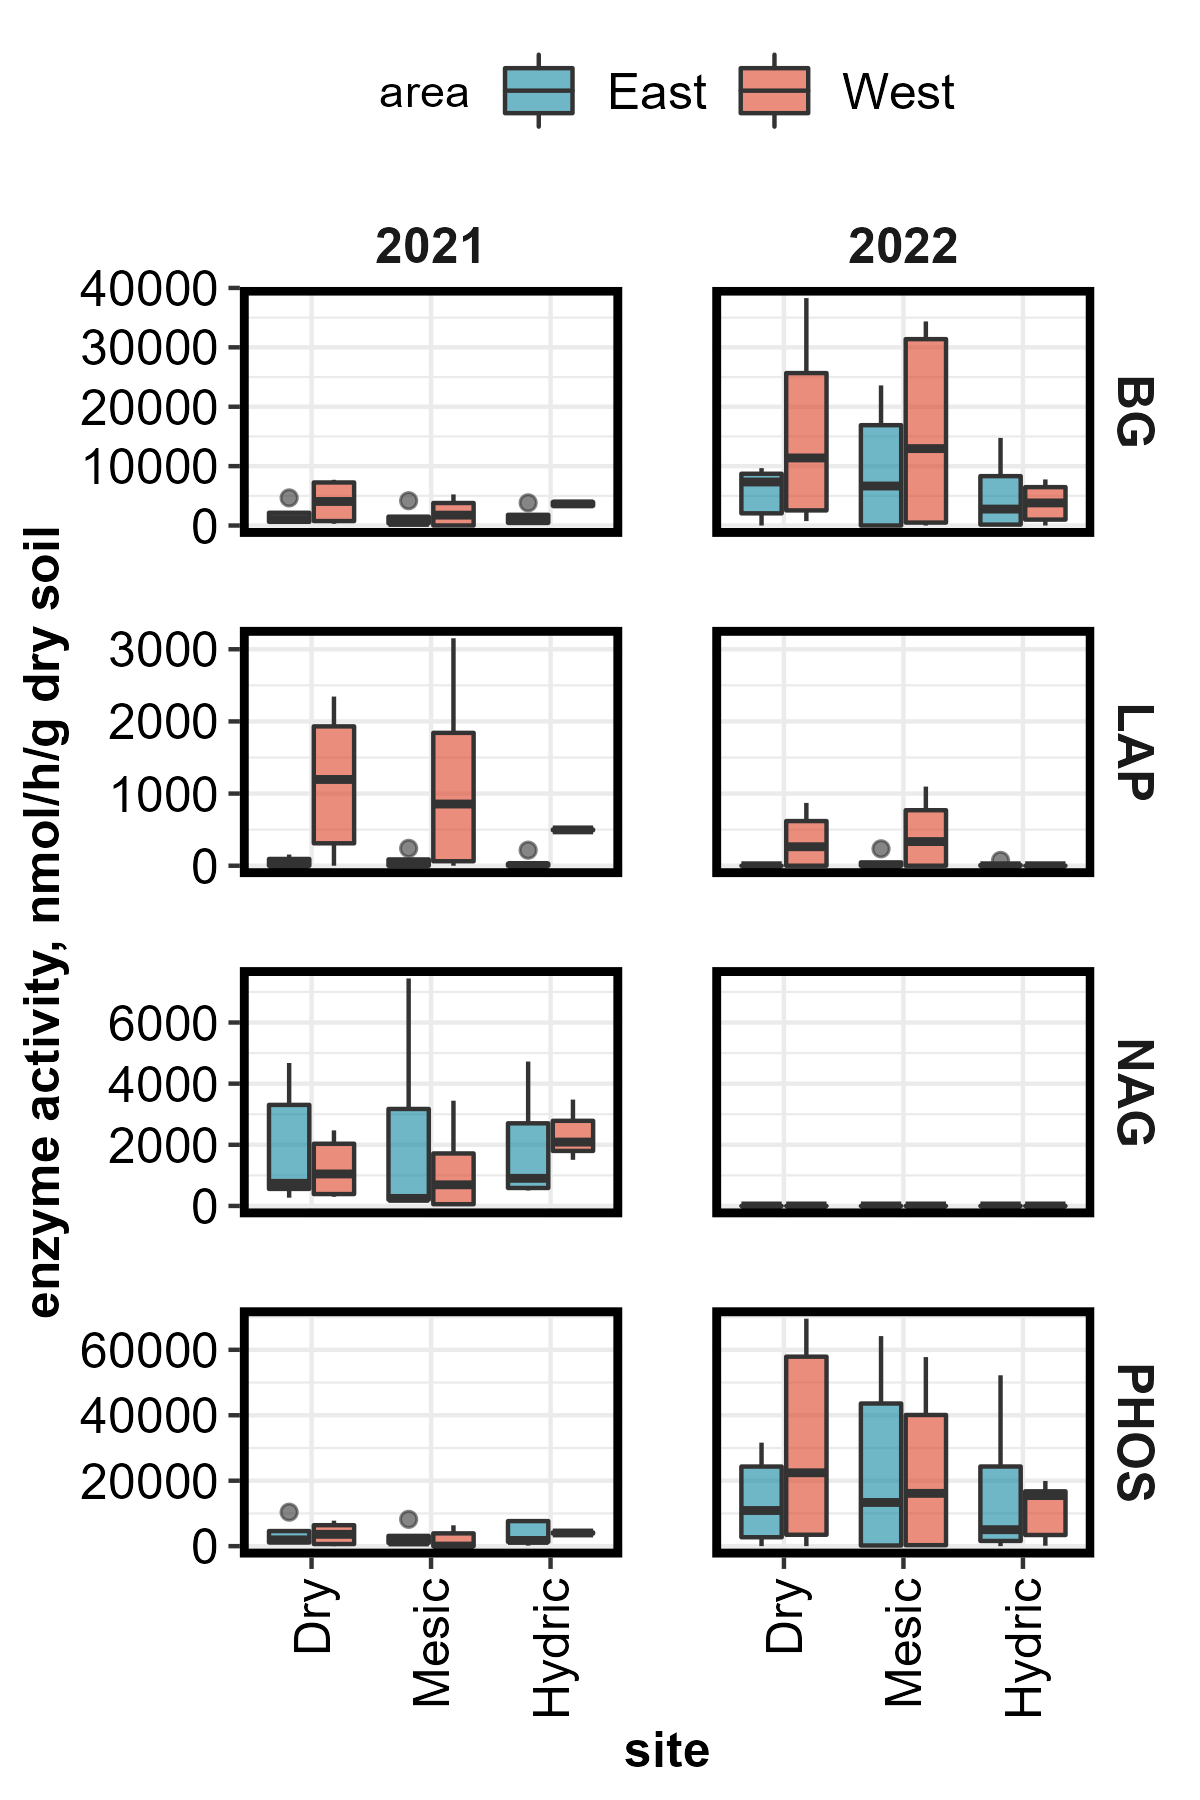 area East West
2021 2022
40000
30000
20000
10000
0
BG
3000
2000
1000
0
LAP
6000
4000
2000
0
NAG
60000
40000
20000
0
PHOS
enzyme activity, nmol/h/g dry soil
Dry Mesic Hydric Dry Mesic Hydric
site